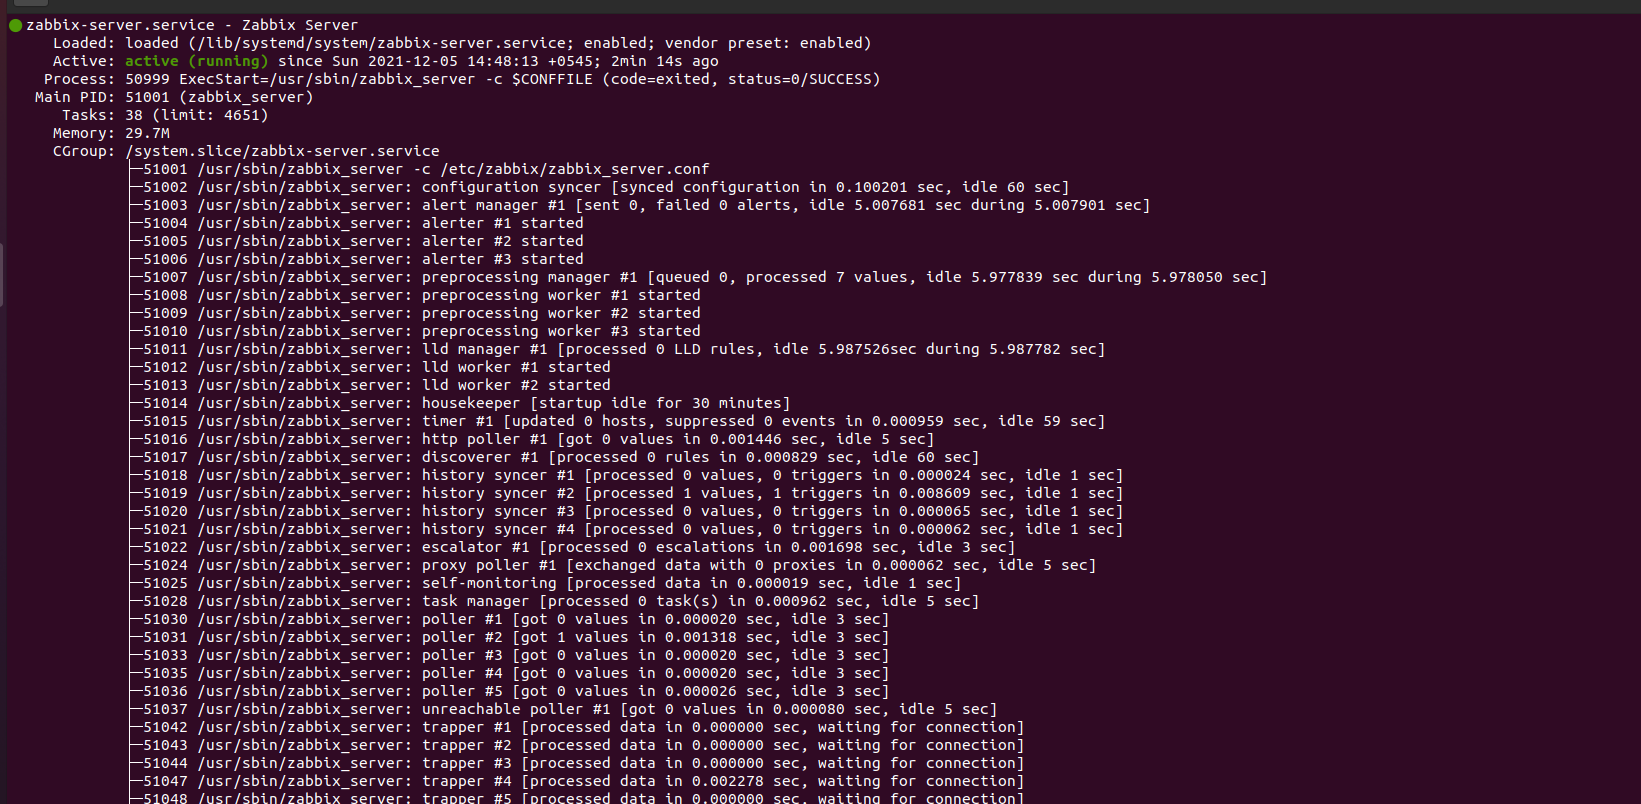 zabbix-server.service - Zabbix Server
Loaded: loaded (/lib/systemd/system/zabbix-server.service; enabled; vendor preset: enabled)
Active: active (running) since Sun 2021-12-05 14:48:13 +0545; 2min 14s ago
Process: 50999 ExecStart=/usr/sbin/zabbix_server -c $CONFFILE (code=exited, status=0/SUCCESS)
Main PID: 51001 (zabbix_server)
Tasks: 38 (limit: 4651)
Memory: 29.7M
CGroup: /system.slice/zabbix-server.service
├─51001 /usr/sbin/zabbix_server -c /etc/zabbix/zabbix_server.conf
├─51002 /usr/sbin/zabbix_server: configuration syncer [synced configuration in 0.100201 sec, idle 60 sec]
├─51003 /usr/sbin/zabbix_server: alert manager #1 [sent 0, failed 0 alerts, idle 5.007681 sec during 5.007901 sec]
├─51004 /usr/sbin/zabbix_server: alerter #1 started
├─51005 /usr/sbin/zabbix_server: alerter #2 started
├─51006 /usr/sbin/zabbix_server: alerter #3 started
├─51007 /usr/sbin/zabbix_server: preprocessing manager #1 [queued 0, processed 7 values, idle 5.977839 sec during 5.978050 sec]
├─51008 /usr/sbin/zabbix_server: preprocessing worker #1 started
├─51009 /usr/sbin/zabbix_server: preprocessing worker #2 started
├─51010 /usr/sbin/zabbix_server: preprocessing worker #3 started
├─51011 /usr/sbin/zabbix_server: lld manager #1 [processed 0 LLD rules, idle 5.987526sec during 5.987782 sec]
├─51012 /usr/sbin/zabbix_server: lld worker #1 started
├─51013 /usr/sbin/zabbix_server: lld worker #2 started
├─51014 /usr/sbin/zabbix_server: housekeeper [startup idle for 30 minutes]
├─51015 /usr/sbin/zabbix_server: timer #1 [updated 0 hosts, suppressed 0 events in 0.000959 sec, idle 59 sec]
├─51016 /usr/sbin/zabbix_server: http poller #1 [got 0 values in 0.001446 sec, idle 5 sec]
├─51017 /usr/sbin/zabbix_server: discoverer #1 [processed 0 rules in 0.000829 sec, idle 60 sec]
├─51018 /usr/sbin/zabbix_server: history syncer #1 [processed 0 values, 0 triggers in 0.000024 sec, idle 1 sec]
├─51019 /usr/sbin/zabbix_server: history syncer #2 [processed 1 values, 1 triggers in 0.008609 sec, idle 1 sec]
├─51020 /usr/sbin/zabbix_server: history syncer #3 [processed 0 values, 0 triggers in 0.000065 sec, idle 1 sec]
├─51021 /usr/sbin/zabbix_server: history syncer #4 [processed 0 values, 0 triggers in 0.000062 sec, idle 1 sec]
├─51022 /usr/sbin/zabbix_server: escalator #1 [processed 0 escalations in 0.001698 sec, idle 3 sec]
├─51024 /usr/sbin/zabbix_server: proxy poller #1 [exchanged data with 0 proxies in 0.000062 sec, idle 5 sec]
├─51025 /usr/sbin/zabbix_server: self-monitoring [processed data in 0.000019 sec, idle 1 sec]
├─51028 /usr/sbin/zabbix_server: task manager [processed 0 task(s) in 0.000962 sec, idle 5 sec]
├─51030 /usr/sbin/zabbix_server: poller #1 [got 0 values in 0.000020 sec, idle 3 sec]
├─51031 /usr/sbin/zabbix_server: poller #2 [got 1 values in 0.001318 sec, idle 3 sec]
├─51033 /usr/sbin/zabbix_server: poller #3 [got 0 values in 0.000020 sec, idle 3 sec]
├─51035 /usr/sbin/zabbix_server: poller #4 [got 0 values in 0.000020 sec, idle 3 sec]
├─51036 /usr/sbin/zabbix_server: poller #5 [got 0 values in 0.000026 sec, idle 3 sec]
├─51037 /usr/sbin/zabbix_server: unreachable poller #1 [got 0 values in 0.000080 sec, idle 5 sec]
├─51042 /usr/sbin/zabbix_server: trapper #1 [processed data in 0.000000 sec, waiting for connection]
├─51043 /usr/sbin/zabbix_server: trapper #2 [processed data in 0.000000 sec, waiting for connection]
├─51044 /usr/sbin/zabbix_server: trapper #3 [processed data in 0.000000 sec, waiting for connection]
├─51047 /usr/sbin/zabbix_server: trapper #4 [processed data in 0.002278 sec, waiting for connection]
├─51048 /usr/sbin/zabbix_server: trapper #5 [processed data in 0.000000 sec, waiting for connection]